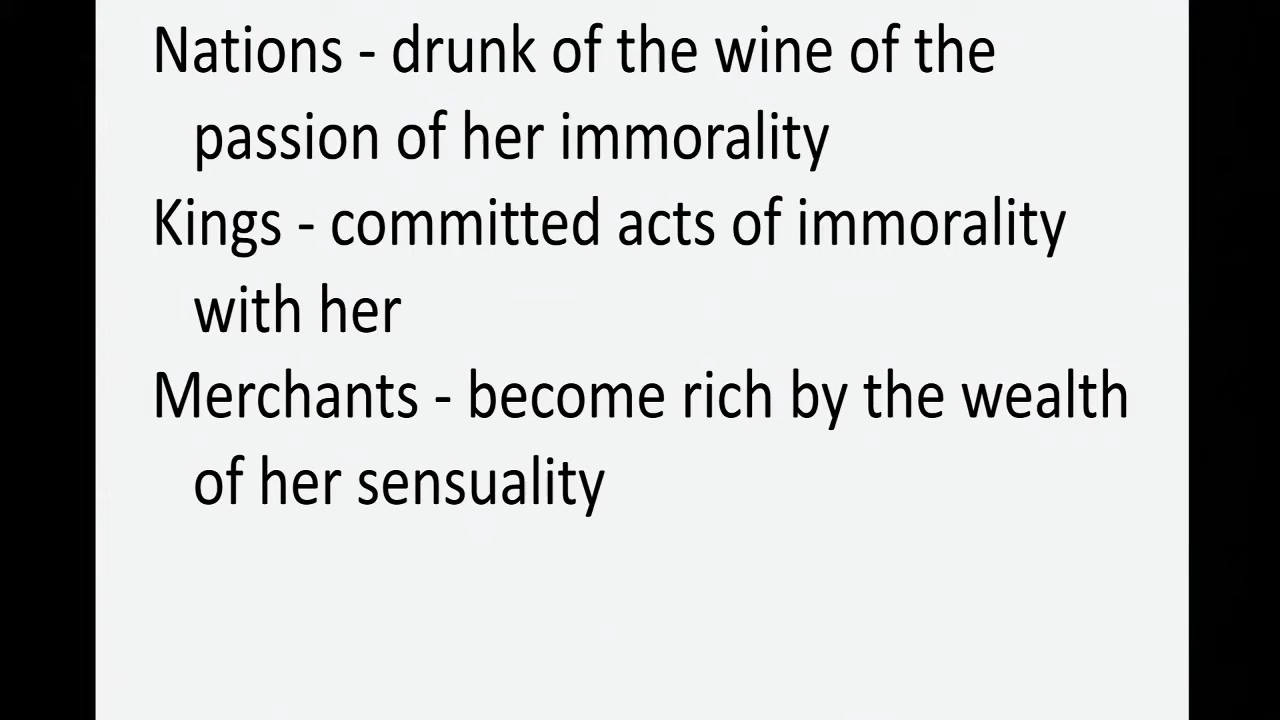 Nations - drunk of the wine of the
passion of her immorality
Kings - committed acts of immorality
with her
Merchants - become rich by the wealth
of her sensuality